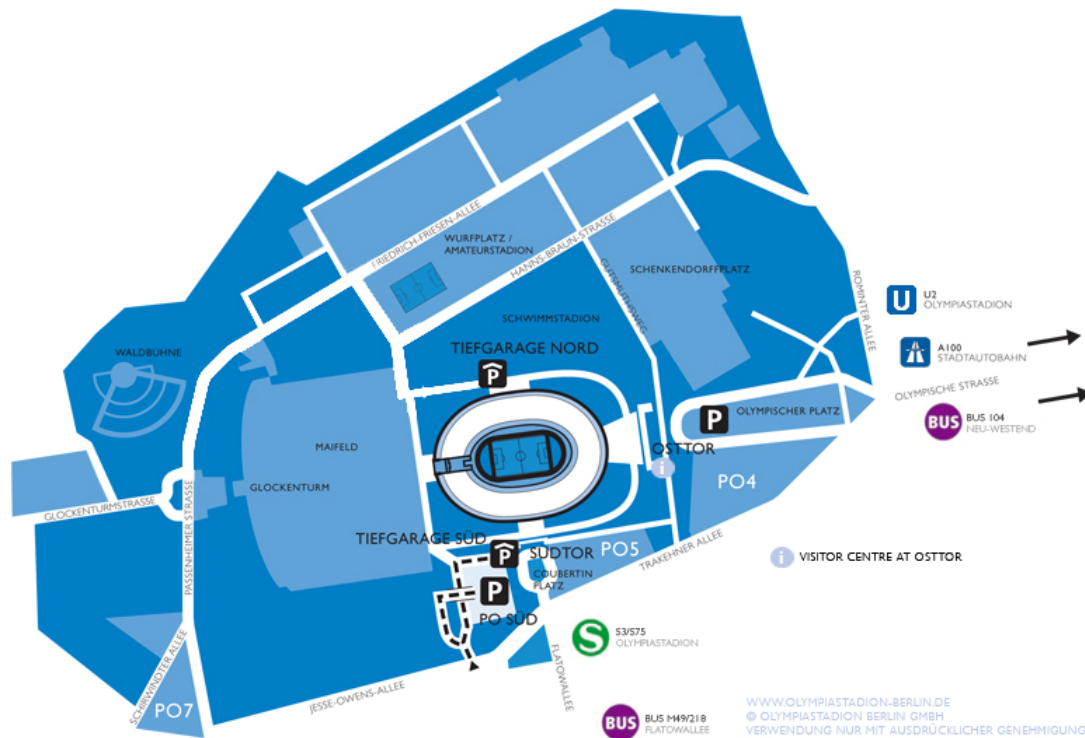 FRIEDRICH-FRIESEN-ALLEE
WURFPLATZ /
AMATEURSTADION
HANNS-BRAUN-STRASSE
GUTSMUTHSWEG
SCHENKENDORFFPLATZ
ROMINTER ALLEE
U
U2
OLYMPIASTADION
SCHWIMMSTADION
TIEFGARAGE NORD
P
WALDBÜHNE
A100
STADTAUTOBAHN
OLYMPISCHE STRASSE
P
OLYMPISCHER PLATZ
BUS
BUS 104
NEU-WESTEND
MAIFELD
OSTTOR
i
GLOCKENTURM
PO4
GLOCKENTURMSTRASSE
PASSENHEIMER STRASSE
TIEFGARAGE SÜD
P
SÜDTOR
PO5
TRAKEHNER ALLEE
i
VISITOR CENTRE AT OSTTOR
COUBERTIN
PLATZ
P
PO SÜD
S
S3/S75
OLYMPIASTADION
FLATOWALLEE
SCHIRWINDTER ALLEE
PO7
JESSE-OWENS-ALLEE
BUS
BUS M49/218
FLATOWALLEE
WWW.OLYMPIASTADION-BERLIN.DE
© OLYMPIASTADION BERLIN GMBH
VERWENDUNG NUR MIT AUSDRÜCKLICHER GENEHMIGUNG